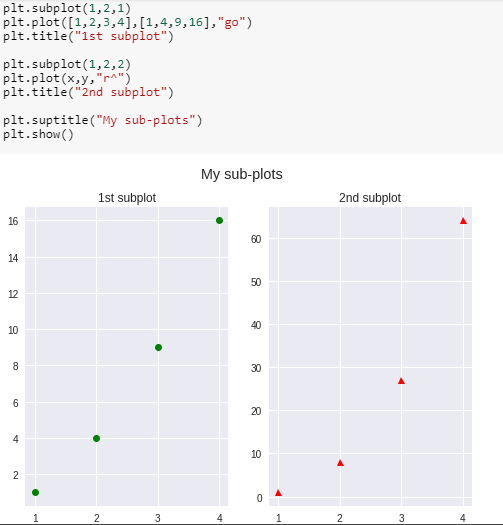 plt.subplot(1,2,1)
plt.plot([1,2,3,4],[1,4,9,16],"go")
plt.title("1st subplot")
plt.subplot(1,2,2)
plt.plot(x,y,"r^")
plt.title("2nd subplot")
plt.suptitle("My sub-plots")
plt.show()
My sub-plots
1st subplot
16
14
12
10
8
6
4
2
1 2 3 4
2nd subplot
60
50
40
30
20
10
0
1 2 3 4